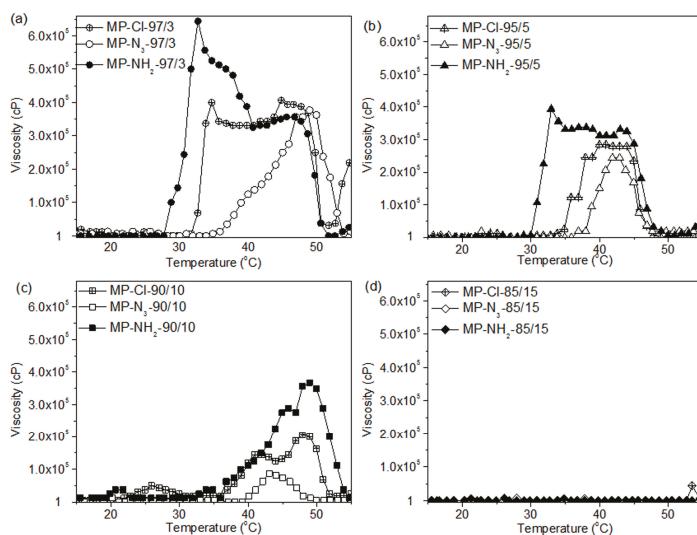 (a)
MP-Cl-97/3
MP-N3-97/3
MP-NH2-97/3
6.0x10^5
5.0x10^5
4.0x10^5
3.0x10^5
2.0x10^5
1.0x10^5
1
Viscosity (cP)
20 30 40 50
Temperature (°C)
(b)
MP-Cl-95/5
MP-N3-95/5
MP-NH2-95/5
6.0x10^5
5.0x10^5
4.0x10^5
3.0x10^5
2.0x10^5
1.0x10^5
1
Viscosity (cP)
20 30 40 50
Temperature (°C)
(c)
MP-Cl-90/10
MP-N3-90/10
MP-NH2-90/10
6.0x10^5
5.0x10^5
4.0x10^5
3.0x10^5
2.0x10^5
1.0x10^5
1
Viscosity (cP)
20 30 40 50
Temperature (°C)
(d)
MP-Cl-85/15
MP-N3-85/15
MP-NH2-85/15
6.0x10^5
5.0x10^5
4.0x10^5
3.0x10^5
2.0x10^5
1.0x10^5
1
Viscosity (cP)
20 30 40 50
Temperature (°C)